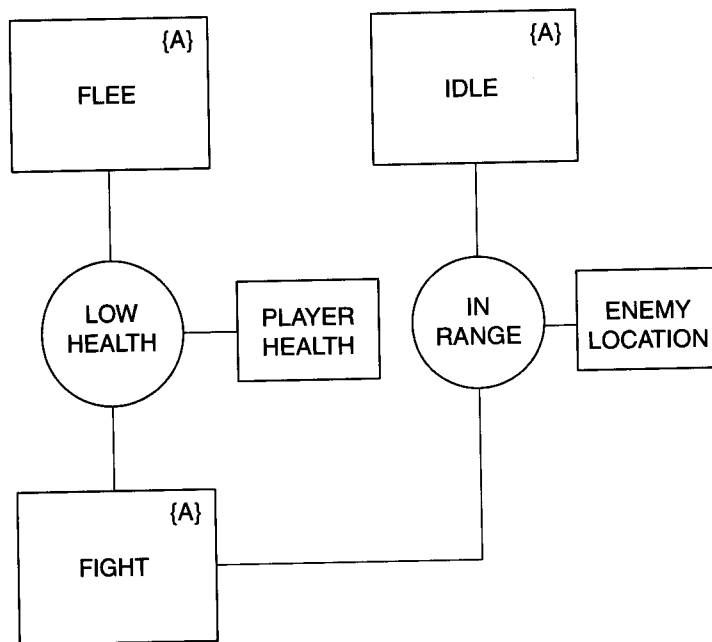 {A}
FLEE
{A}
IDLE
LOW
HEALTH
PLAYER
HEALTH
IN
RANGE
ENEMY
LOCATION
{A}
FIGHT